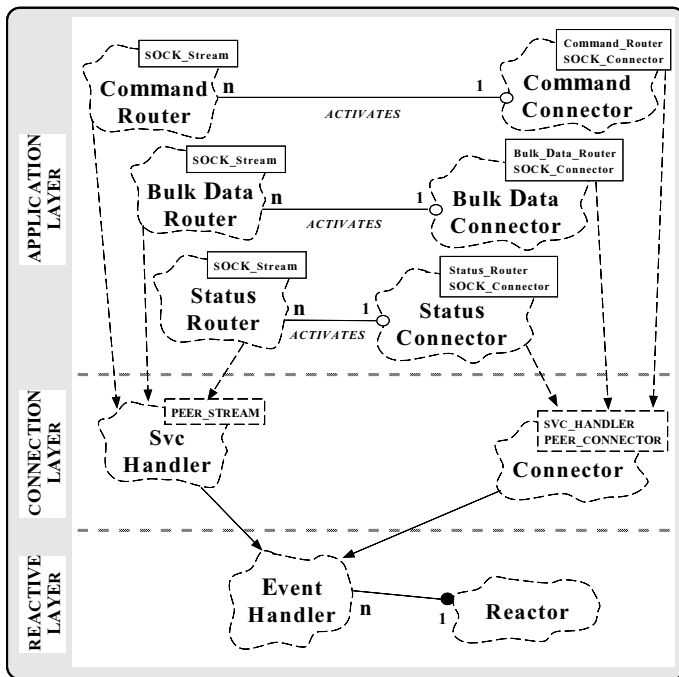 APPLICATION
LAYER
SOCK_Stream
Command
Router
n
ACTIVATES
1
Command_Router
SOCK_Connector
Command
Connector
SOCK_Stream
Bulk Data
Router
n
ACTIVATES
1
Bulk_Data_Router
SOCK_Connector
Bulk Data
Connector
SOCK_Stream
Status
Router
n
ACTIVATES
1
Status_Router
SOCK_Connector
Status
Connector
CONNECTION
LAYER
PEER_STREAM
Svc
Handler
SVC_HANDLER
PEER_CONNECTOR
Connector
REACTIVE
LAYER
Event
Handler
n
1
Reactor